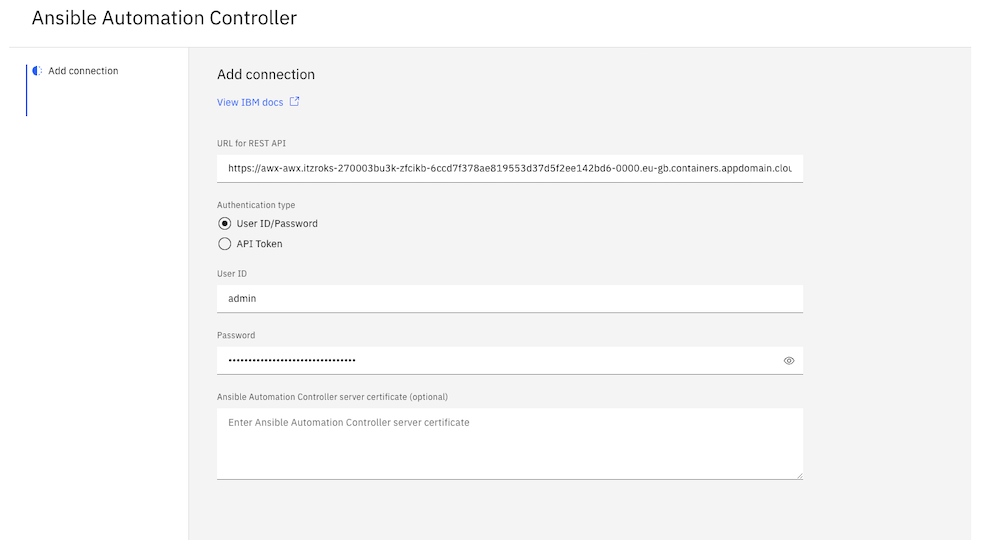 Ansible Automation Controller
Add connection
Add connection
View IBM docs
URL for REST API
https://awx-awx.itzroks-270003bu3k-zfcikb-6ccd7f378ae819553d37d5f2ee142bd6-0000.eu-gb.containers.appdomain.clou
Authentication type
User ID/Password
API Token
User ID
admin
Password
••••••••••••••••••••••••••••••••
Ansible Automation Controller server certificate (optional)
Enter Ansible Automation Controller server certificate